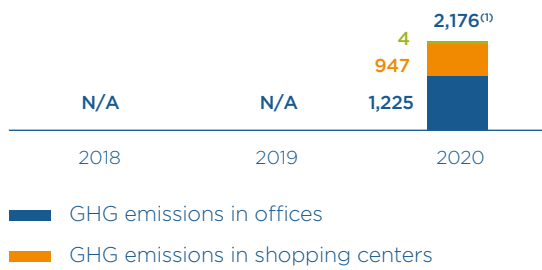 2,176(1)
4
947
N/A N/A 1,225
2018 2019 2020
GHG emissions in offices
GHG emissions in shopping centers